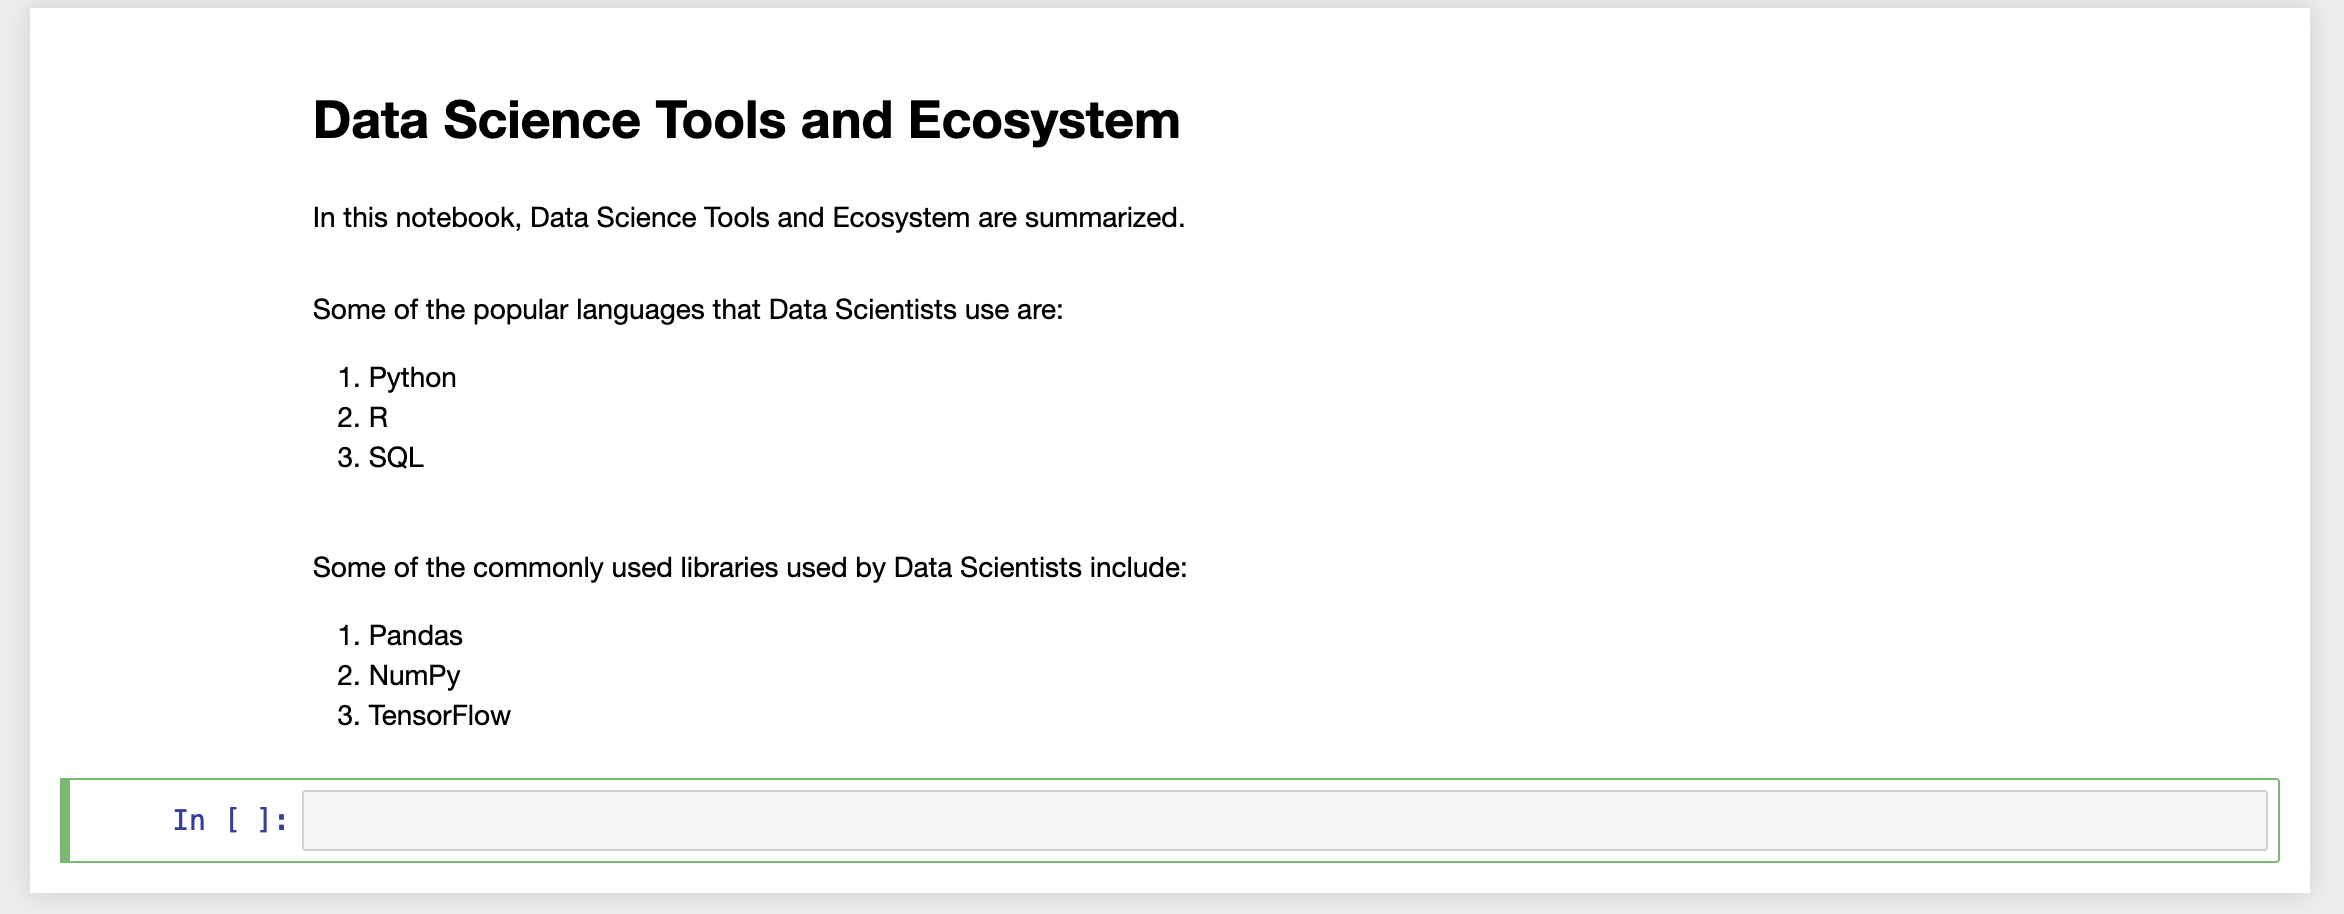 Data Science Tools and Ecosystem
In this notebook, Data Science Tools and Ecosystem are summarized.
Some of the popular languages that Data Scientists use are:
1. Python
2. R
3. SQL
Some of the commonly used libraries used by Data Scientists include:
1. Pandas
2. NumPy
3. TensorFlow
In [ ]: